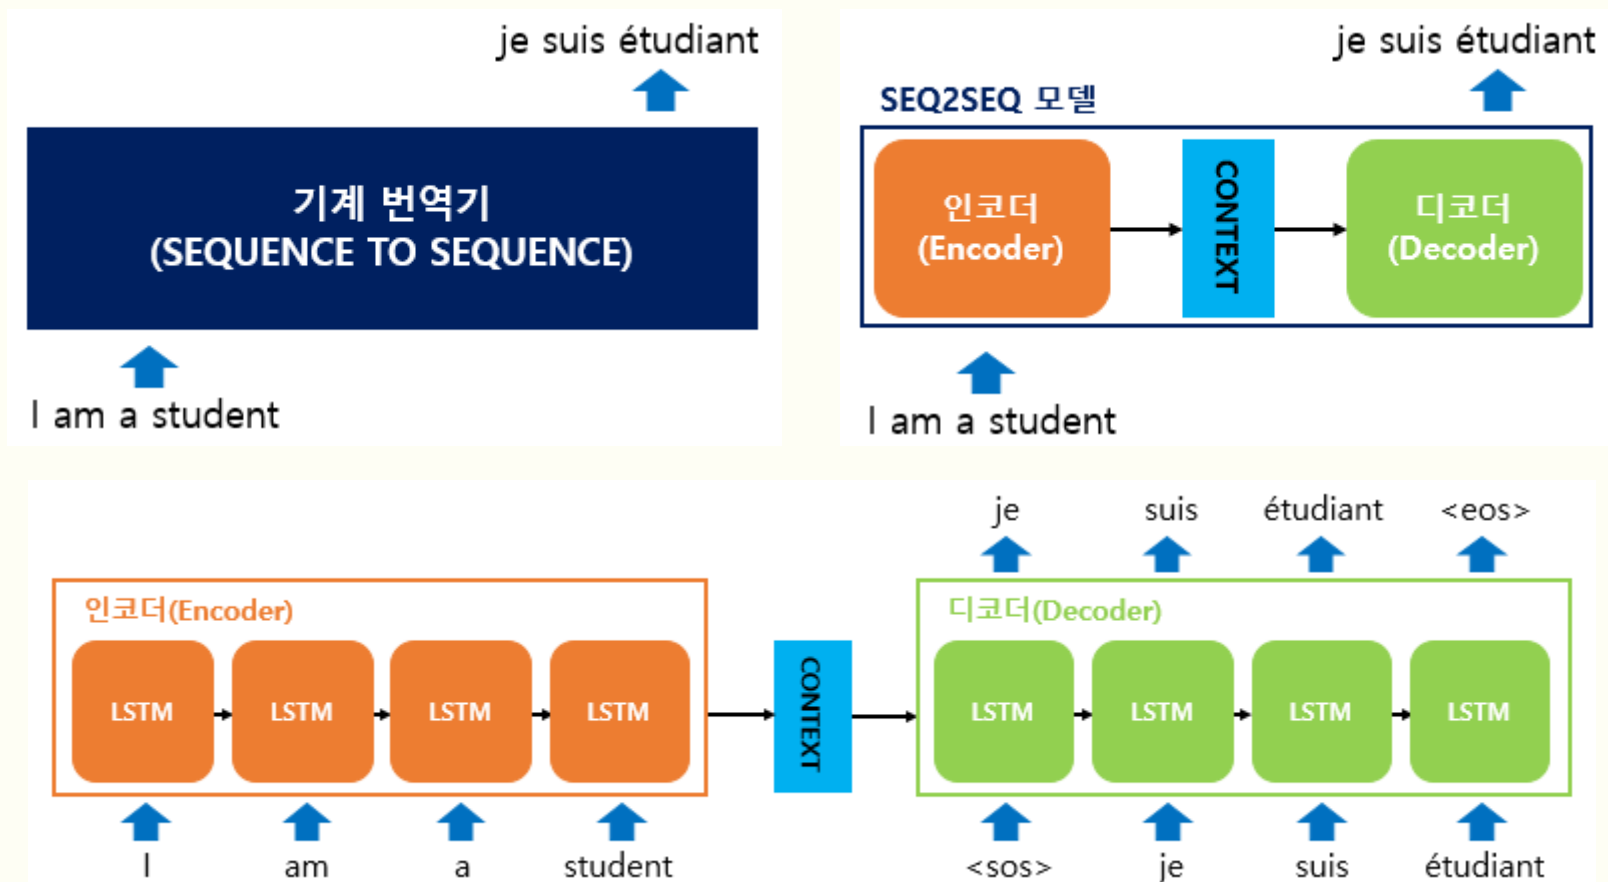 je suis étudiant
기계 번역기
(SEQUENCE TO SEQUENCE)
I am a student
je suis étudiant
SEQ2SEQ 모델
인코더
(Encoder)
CONTEXT
디코더
(Decoder)
I am a student
je suis étudiant <eos>
인코더(Encoder)
LSTM LSTM LSTM LSTM
I am a student
CONTEXT
디코더(Decoder)
LSTM LSTM LSTM LSTM
<sos> je suis étudiant